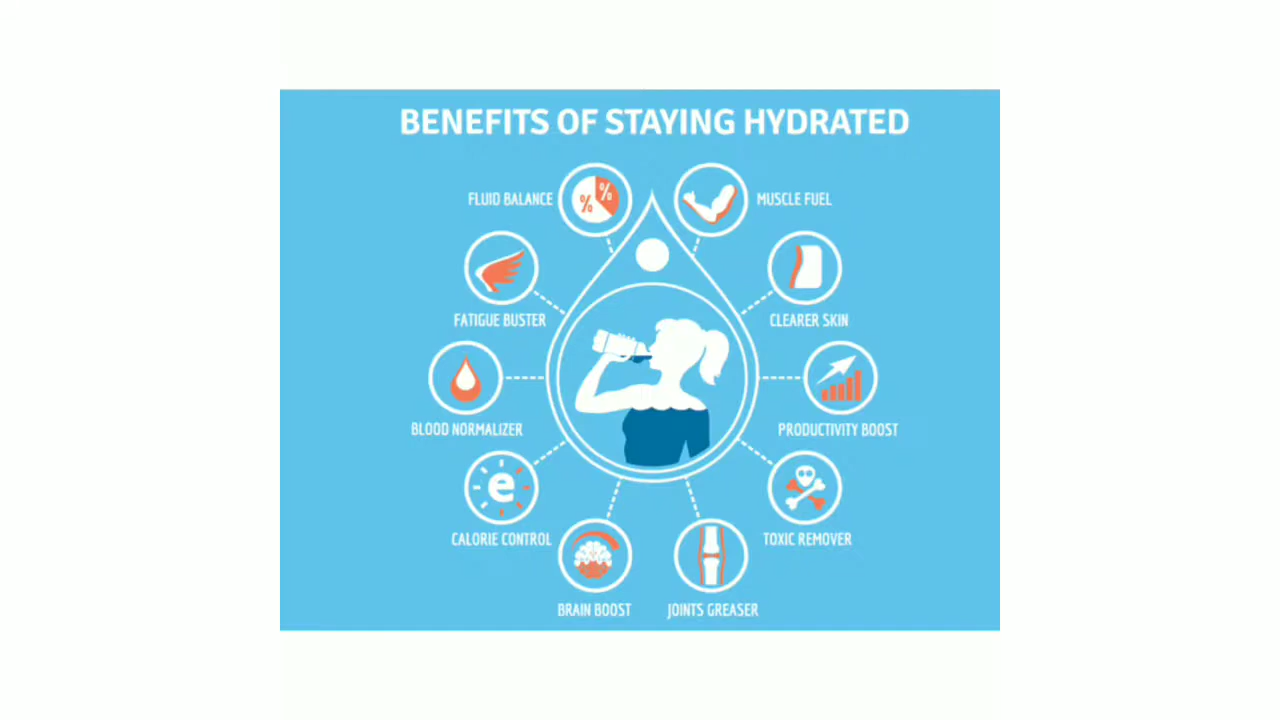 BENEFITS OF STAYING HYDRATED
FLUID BALANCE
% %
MUSCLE FUEL
FATIGUE BUSTER
CLEARER SKIN
BLOOD NORMALIZER
PRODUCTIVITY BOOST
e
CALORIE CONTROL
TOXIC REMOVER
BRAIN BOOST
JOINTS GREASER